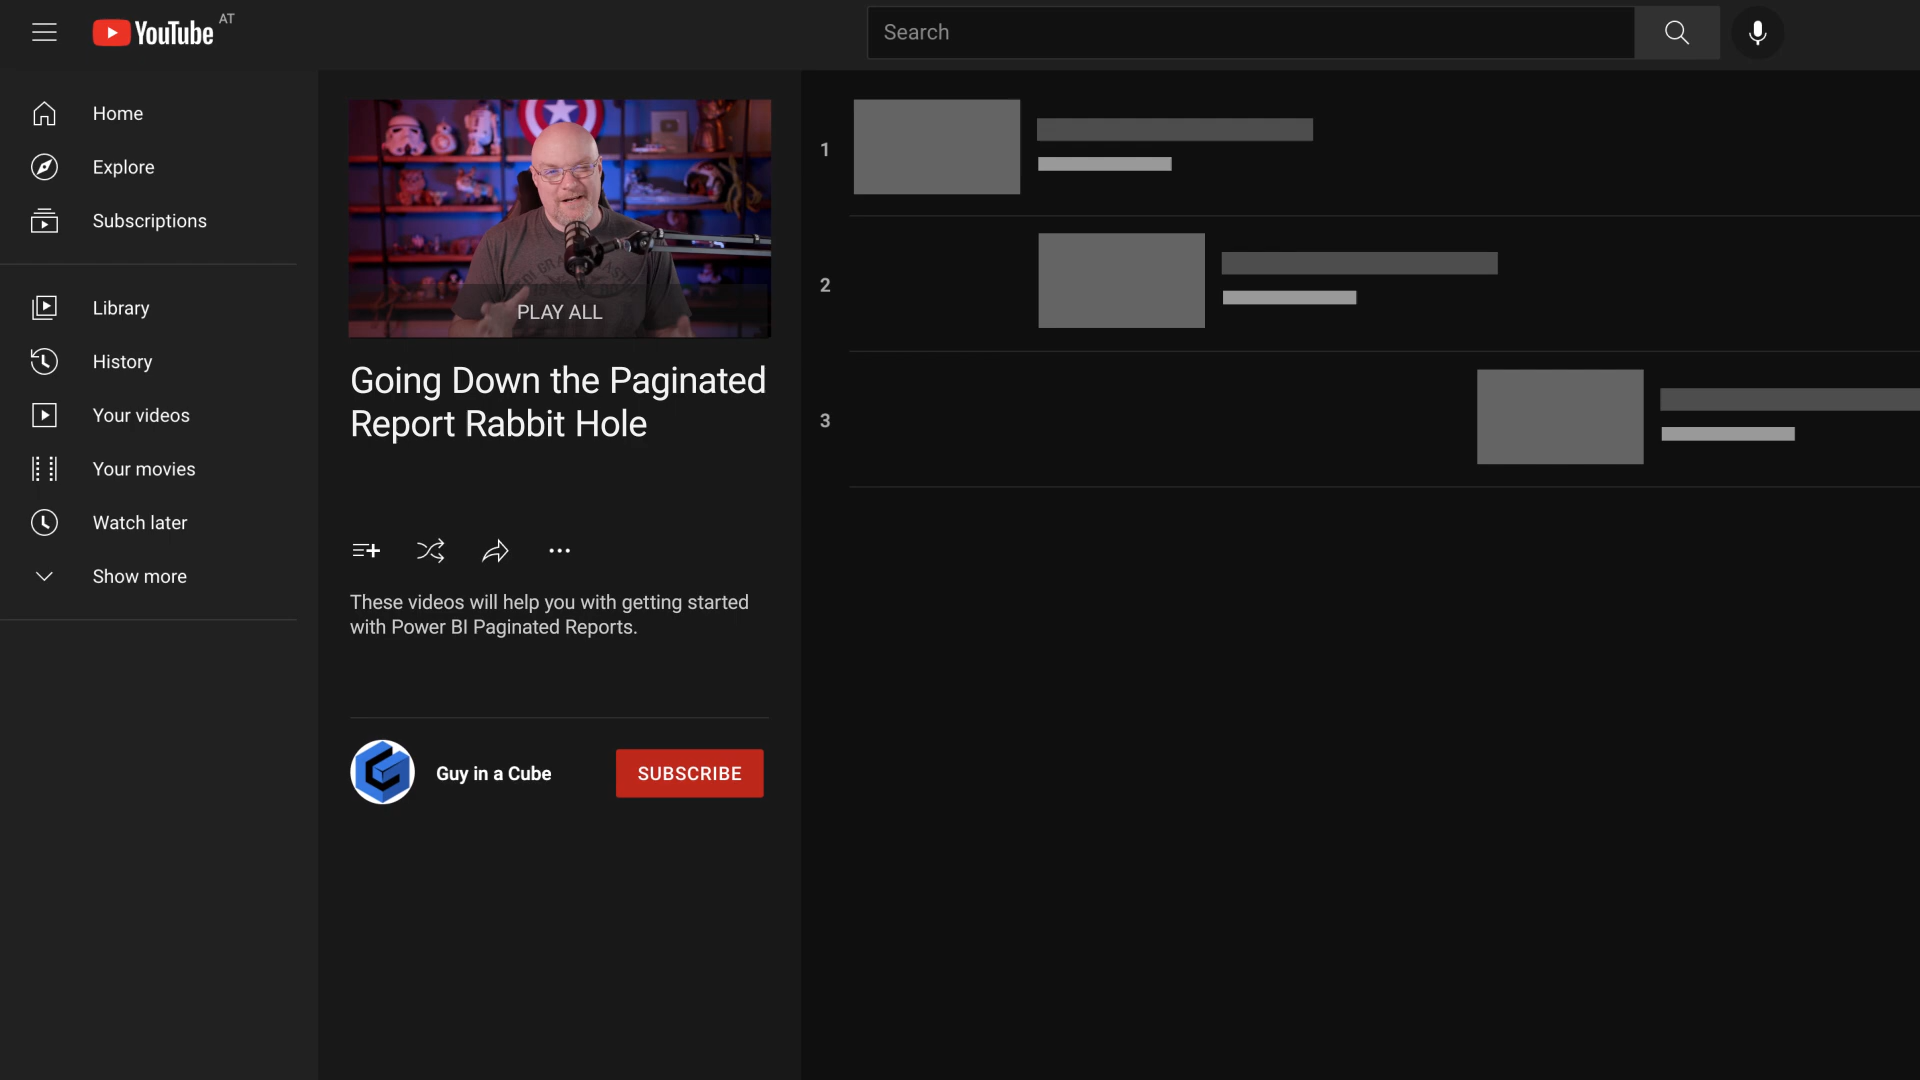 YouTube AT
Search
Home
Explore
Subscriptions
Library
History
Your videos
Your movies
Watch later
Show more
PLAY ALL
Going Down the Paginated
Report Rabbit Hole
These videos will help you with getting started
with Power BI Paginated Reports.
Guy in a Cube
SUBSCRIBE
1
2
3